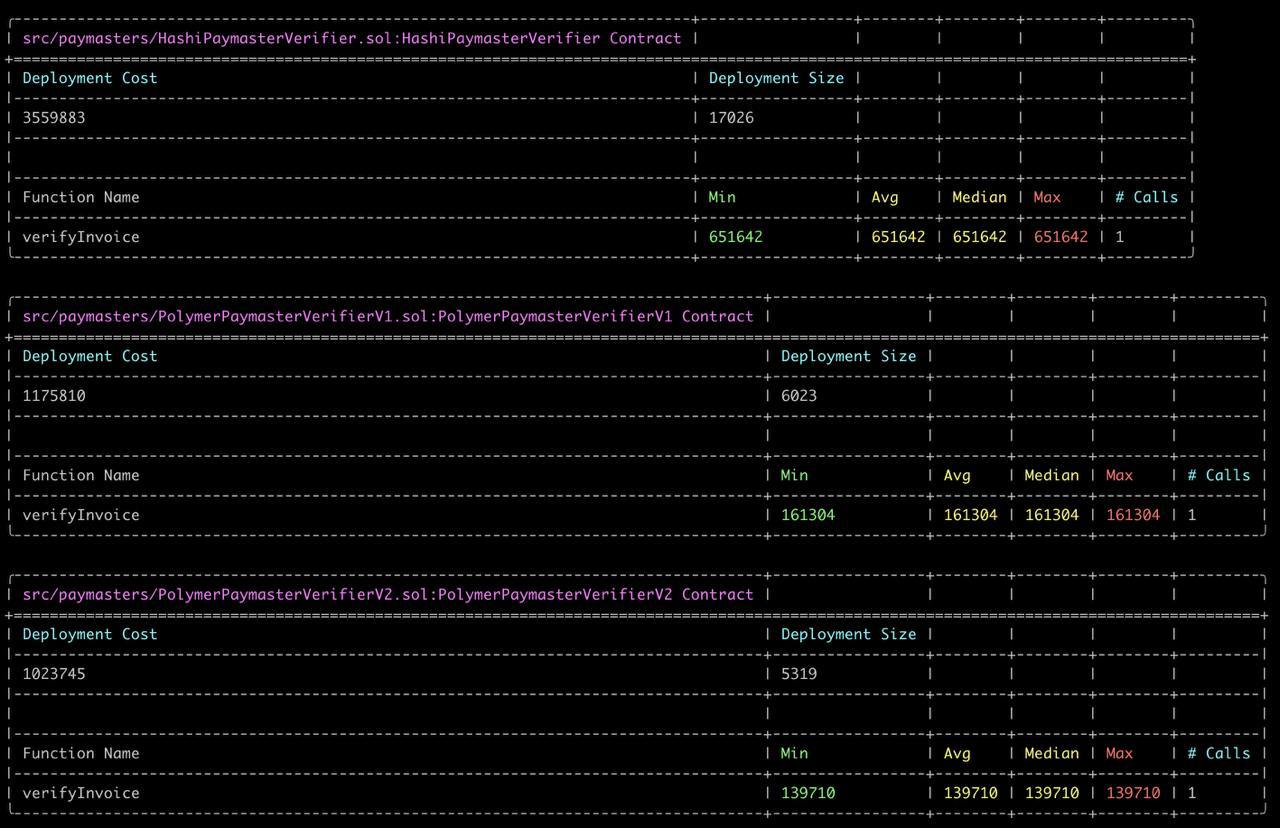 src/paymasters/HashiPaymasterVerifier.sol:HashiPaymasterVerifier Contract
Deployment Cost Deployment Size
3559883 17026
Function Name Min Avg Median Max # Calls
verifyInvoice 651642 651642 651642 651642 1
src/paymasters/PolymerPaymasterVerifierV1.sol:PolymerPaymasterVerifierV1 Contract
Deployment Cost Deployment Size
1175810 6023
Function Name Min Avg Median Max # Calls
verifyInvoice 161304 161304 161304 161304 1
src/paymasters/PolymerPaymasterVerifierV2.sol:PolymerPaymasterVerifierV2 Contract
Deployment Cost Deployment Size
1023745 5319
Function Name Min Avg Median Max # Calls
verifyInvoice 139710 139710 139710 139710 1